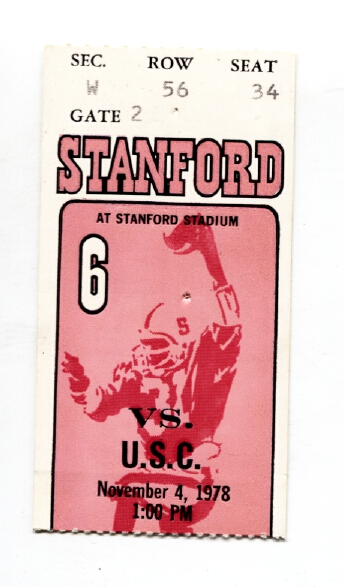 SEC. ROW SEAT
W 56 34
GATE 2
STANFORD
AT STANFORD STADIUM
6
S
VS.
U.S.C.
November 4, 1978
1:00 PM